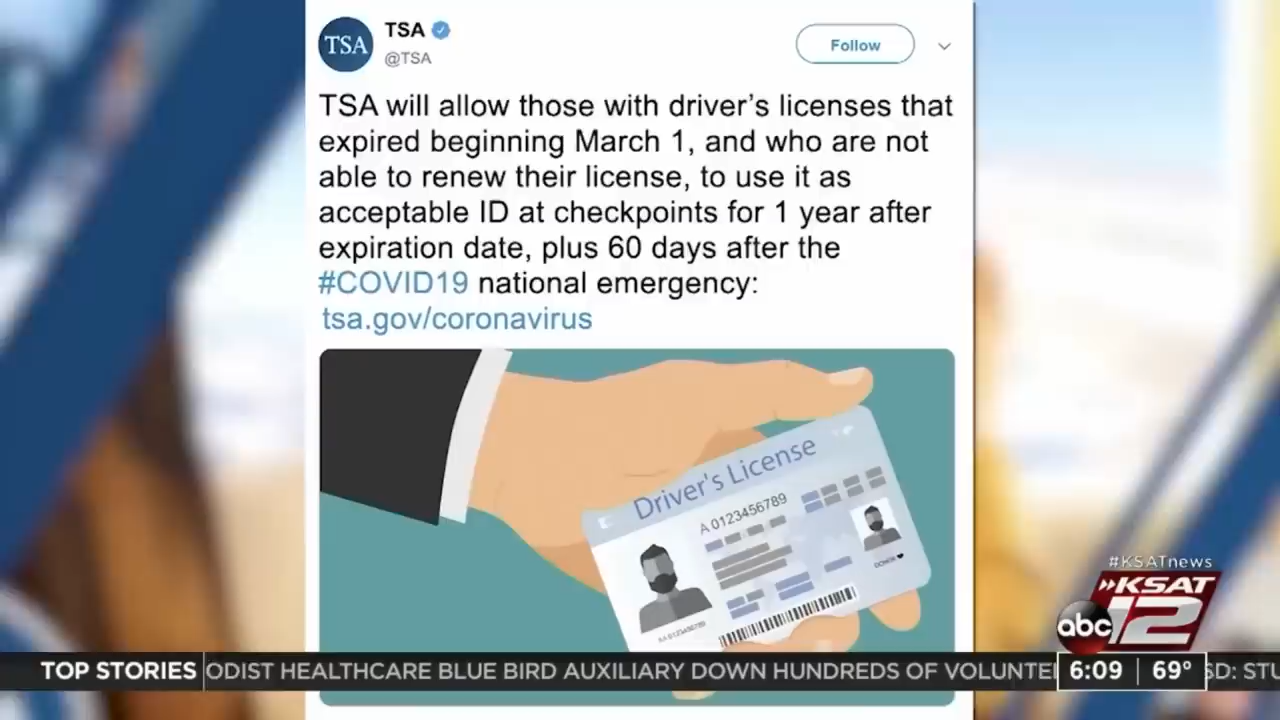 TSA
TSA
@TSA
Follow
TSA will allow those with driver's licenses that
expired beginning March 1, and who are not
able to renew their license, to use it as
acceptable ID at checkpoints for 1 year after
expiration date, plus 60 days after the
#COVID19 national emergency:
tsa.gov/coronavirus
Driver's License
A 0123456789
#KSATnews
KSAT
abc 12
TOP STORIES ODIST HEALTHCARE BLUE BIRD AUXILIARY DOWN HUNDREDS OF VOLUNTE 6:09 69° SD: STU